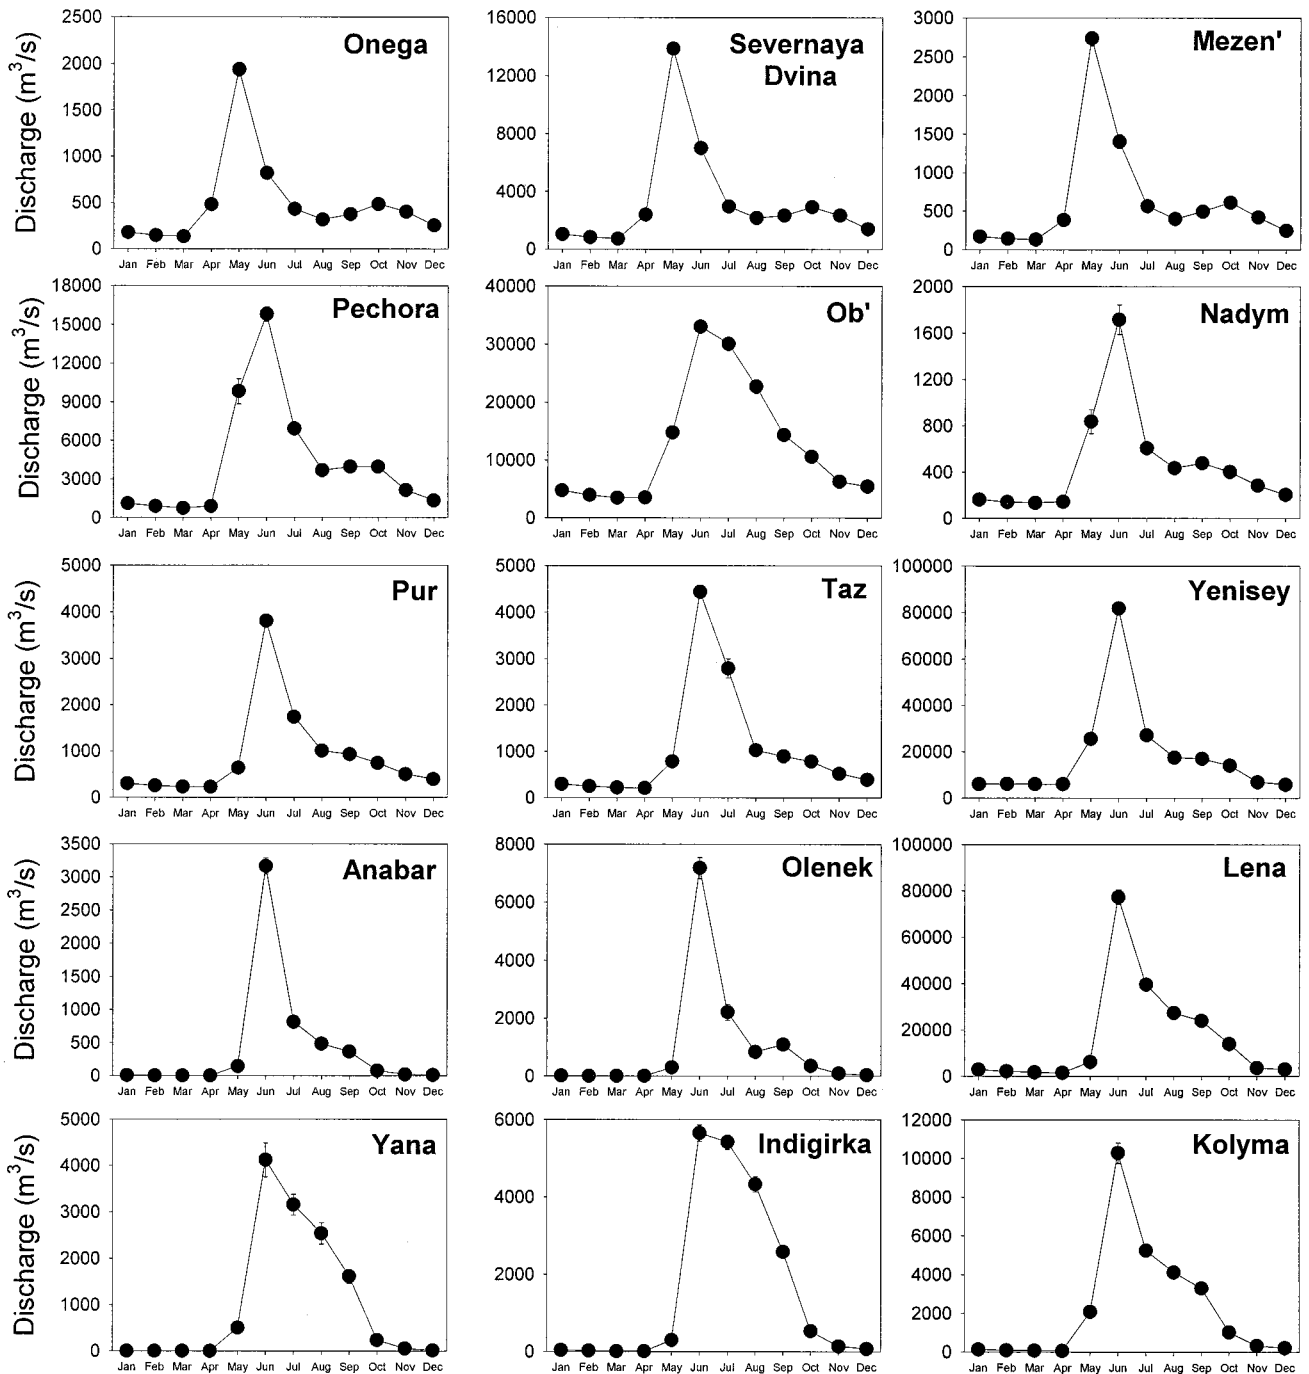 Discharge (m³/s)
2500
2000
1500
1000
500
0
Onega
Jan Feb Mar Apr May Jun Jul Aug Sep Oct Nov Dec
16000
12000
8000
4000
0
Severnaya
Dvina
Jan Feb Mar Apr May Jun Jul Aug Sep Oct Nov Dec
3000
2500
2000
1500
1000
500
0
Mezen'
Jan Feb Mar Apr May Jun Jul Aug Sep Oct Nov Dec
Discharge (m³/s)
18000
15000
12000
9000
6000
3000
0
Pechora
Jan Feb Mar Apr May Jun Jul Aug Sep Oct Nov Dec
40000
30000
20000
10000
0
Ob'
Jan Feb Mar Apr May Jun Jul Aug Sep Oct Nov Dec
2000
1600
1200
800
400
0
Nadym
Jan Feb Mar Apr May Jun Jul Aug Sep Oct Nov Dec
Discharge (m³/s)
5000
4000
3000
2000
1000
0
Pur
Jan Feb Mar Apr May Jun Jul Aug Sep Oct Nov Dec
5000
4000
3000
2000
1000
0
Taz
Jan Feb Mar Apr May Jun Jul Aug Sep Oct Nov Dec
100000
80000
60000
40000
20000
0
Yenisey
Jan Feb Mar Apr May Jun Jul Aug Sep Oct Nov Dec
Discharge (m³/s)
3500
3000
2500
2000
1500
1000
500
0
Anabar
Jan Feb Mar Apr May Jun Jul Aug Sep Oct Nov Dec
8000
6000
4000
2000
0
Olenek
Jan Feb Mar Apr May Jun Jul Aug Sep Oct Nov Dec
100000
80000
60000
40000
20000
0
Lena
Jan Feb Mar Apr May Jun Jul Aug Sep Oct Nov Dec
Discharge (m³/s)
5000
4000
3000
2000
1000
0
Yana
Jan Feb Mar Apr May Jun Jul Aug Sep Oct Nov Dec
6000
4000
2000
0
Indigirka
Jan Feb Mar Apr May Jun Jul Aug Sep Oct Nov Dec
12000
10000
8000
6000
4000
2000
0
Kolyma
Jan Feb Mar Apr May Jun Jul Aug Sep Oct Nov Dec